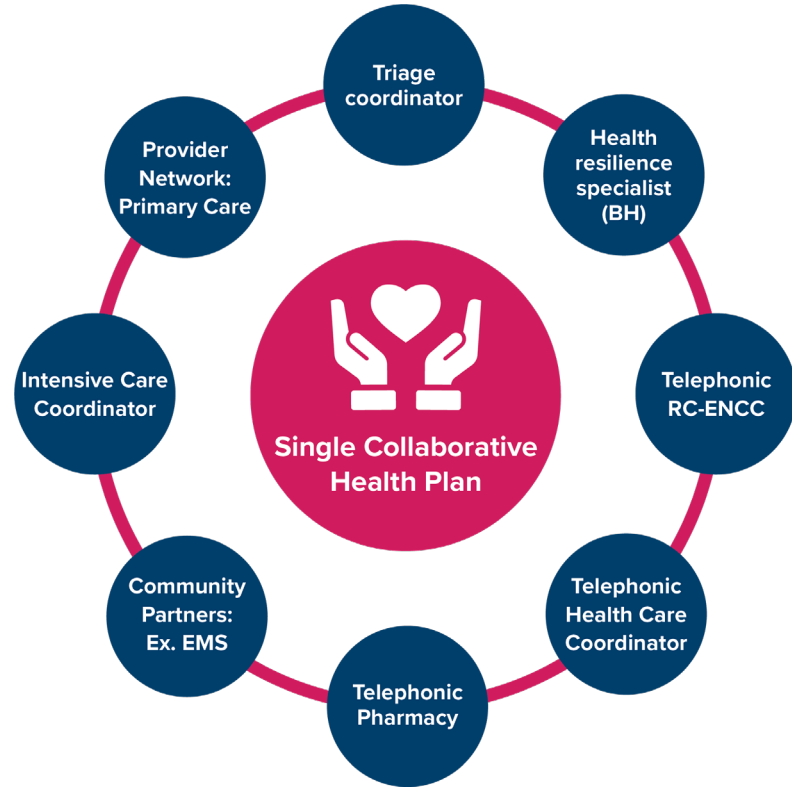 Triage
coordinator
Health
resilience
specialist
(BH)
Telephonic
RC-ENCC
Telephonic
Health Care
Coordinator
Telephonic
Pharmacy
Community
Partners:
Ex. EMS
Intensive Care
Coordinator
Provider
Network:
Primary Care
Single Collaborative
Health Plan